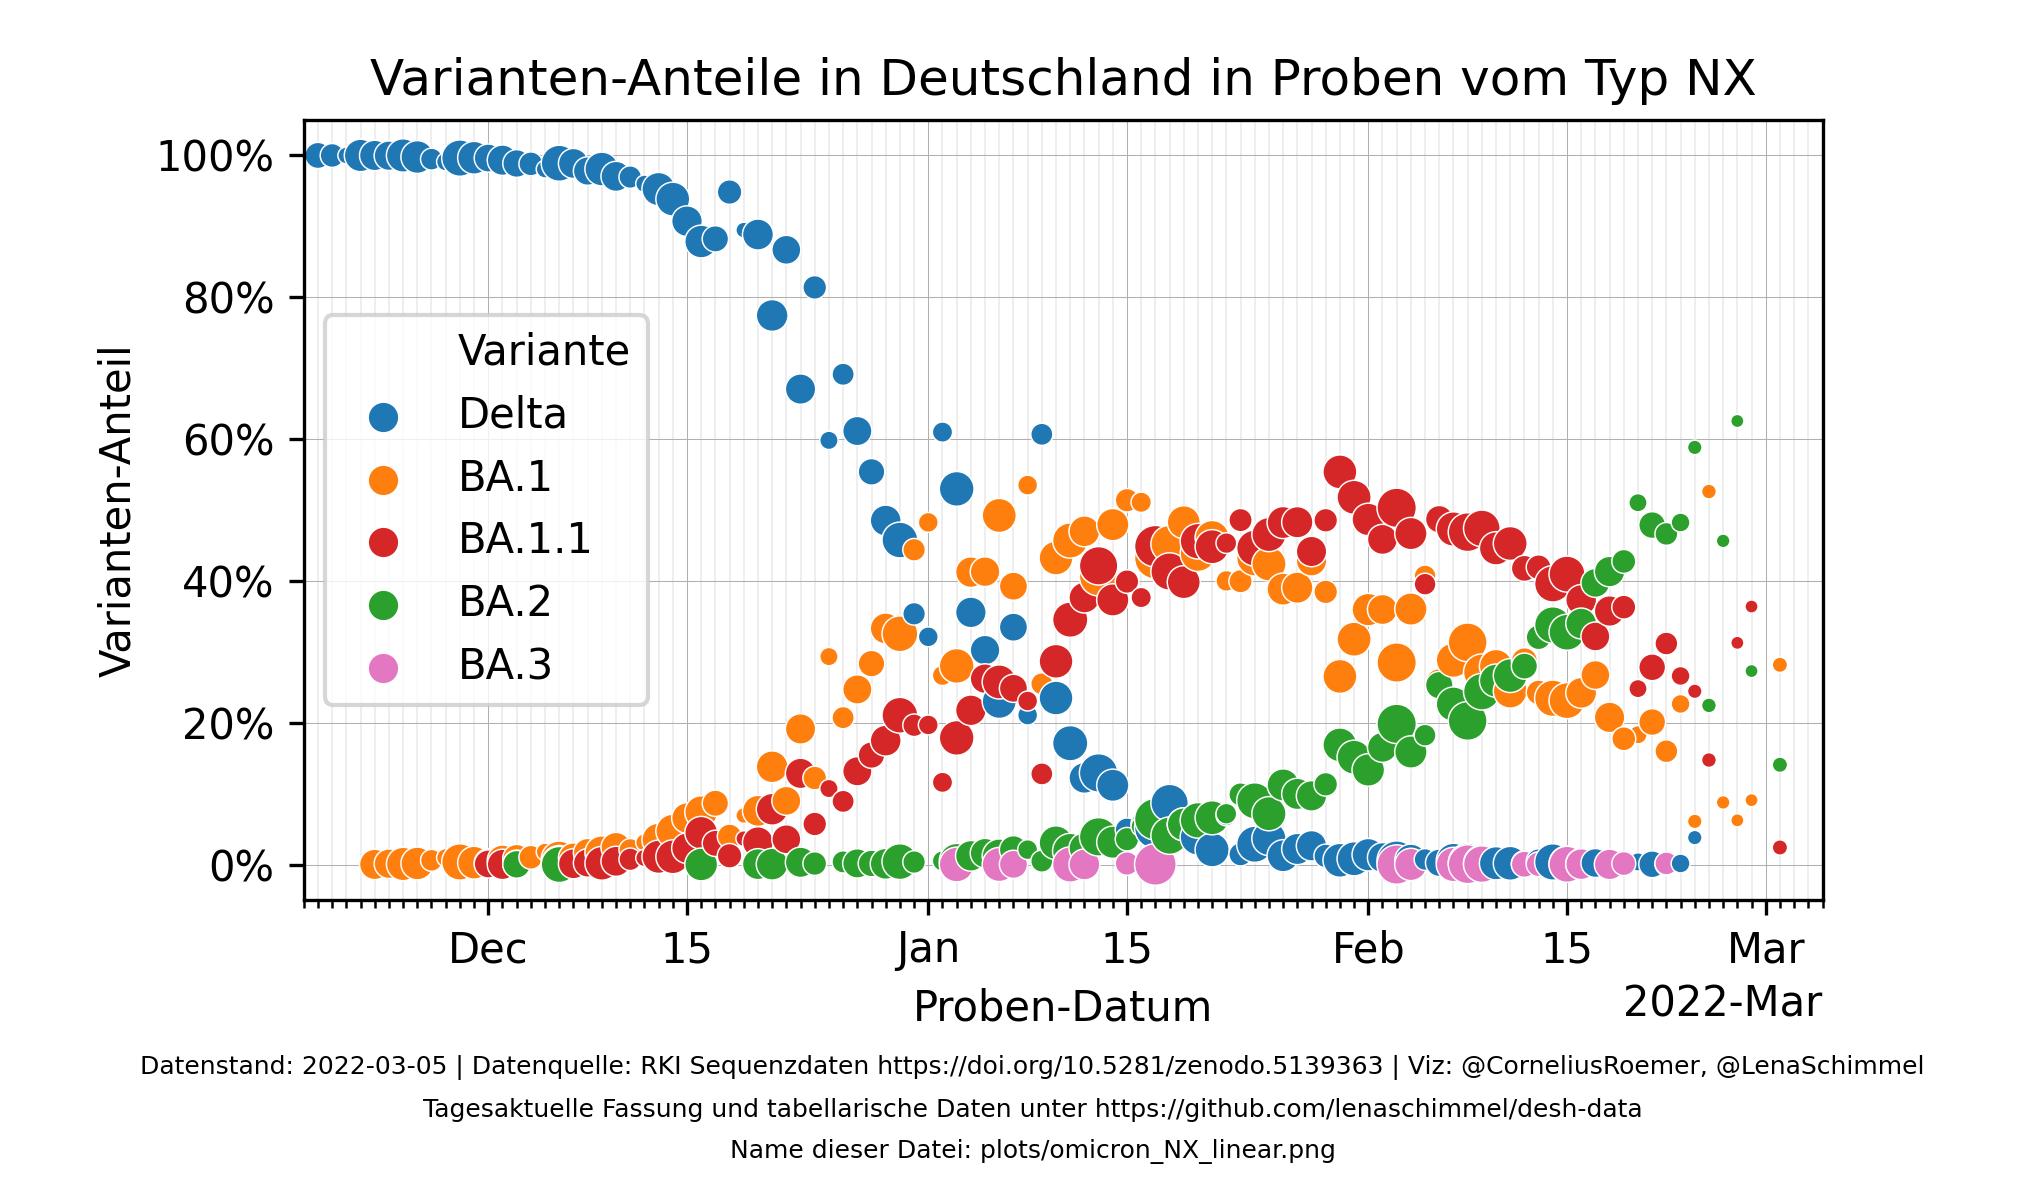 Varianten-Anteile in Deutschland in Proben vom Typ NX
100%
80%
60%
40%
20%
0%
Varianten-Anteil
Variante
Delta
BA.1
BA.1.1
BA.2
BA.3
Dec 15 Jan 15 Feb 15 Mar
Proben-Datum
2022-Mar
Datenstand: 2022-03-05 | Datenquelle: RKI Sequenzdaten https://doi.org/10.5281/zenodo.5139363 | Viz: @CorneliusRoemer, @LenaSchimmel
Tagesaktuelle Fassung und tabellarische Daten unter https://github.com/lenaschimmel/desh-data
Name dieser Datei: plots/omicron_NX_linear.png